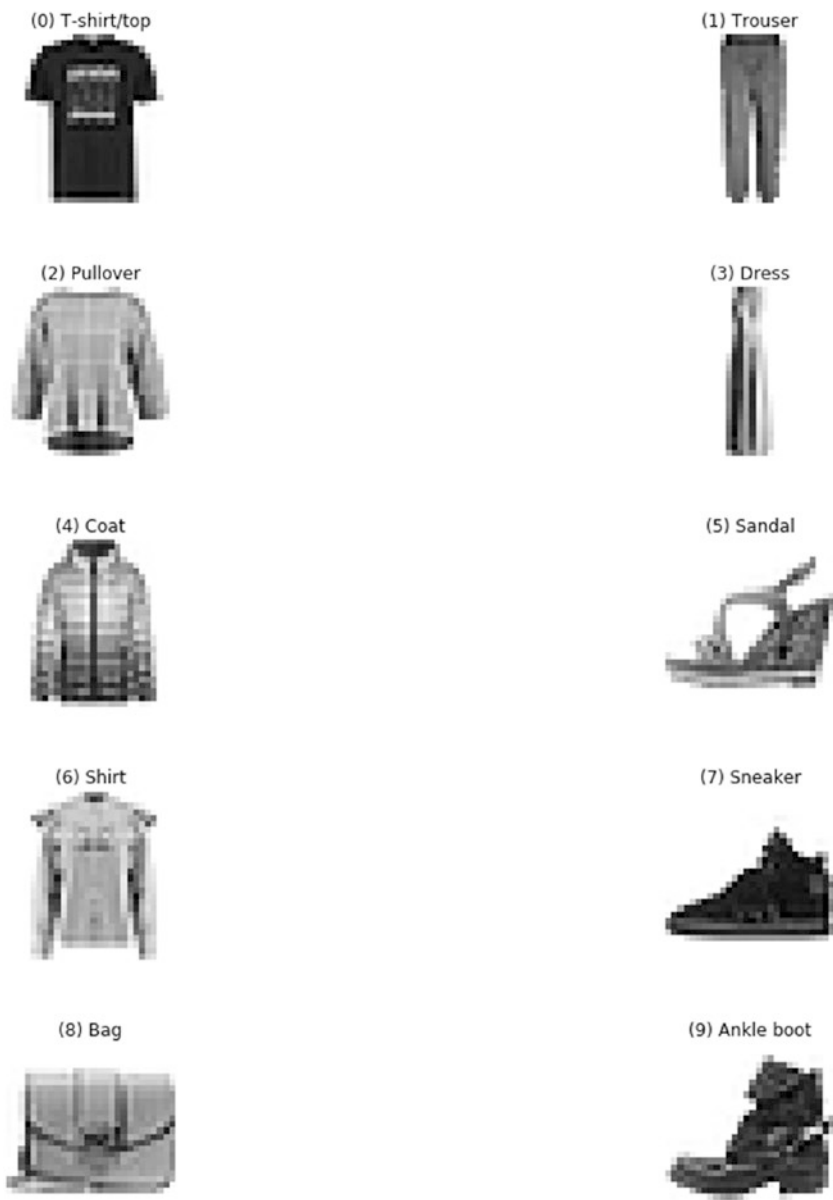 (0) T-shirt/top
(1) Trouser
(2) Pullover
(3) Dress
(4) Coat
(5) Sandal
(6) Shirt
(7) Sneaker
(8) Bag
(9) Ankle boot